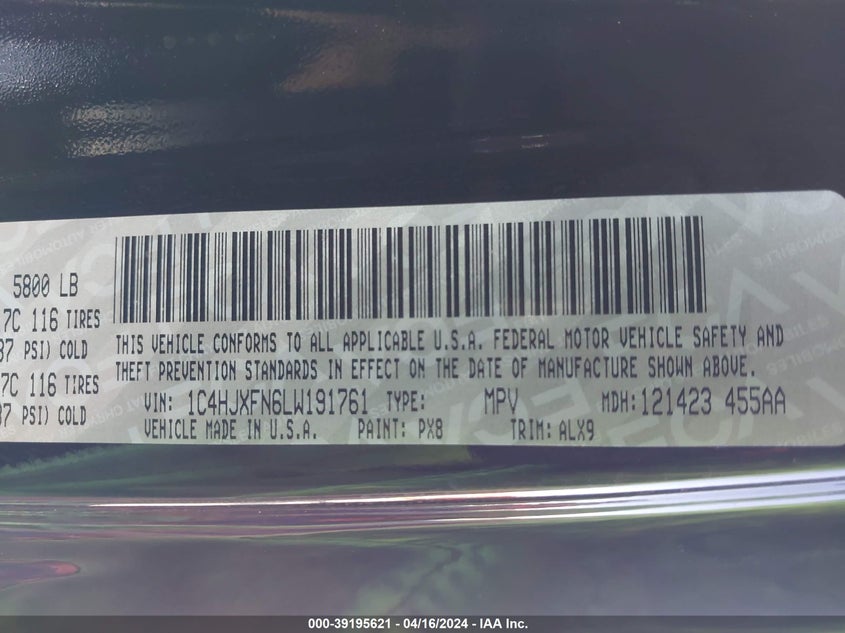 5800 LB
7C 116 TIRES
37 PSI) COLD
7C 116 TIRES
37 PSI) COLD
THIS VEHICLE CONFORMS TO ALL APPLICABLE U.S.A. FEDERAL MOTOR VEHICLE SAFETY AND
THEFT PREVENTION STANDARDS IN EFFECT ON THE DATE OF MANUFACTURE SHOWN ABOVE.
VIN: 1C4HJXFN6LW191761 TYPE: MPV MDH: 121423 455AA
VEHICLE MADE IN U.S.A. PAINT: PX8 TRIM: ALX9
000-39195621 - 04/16/2024 - IAA Inc.